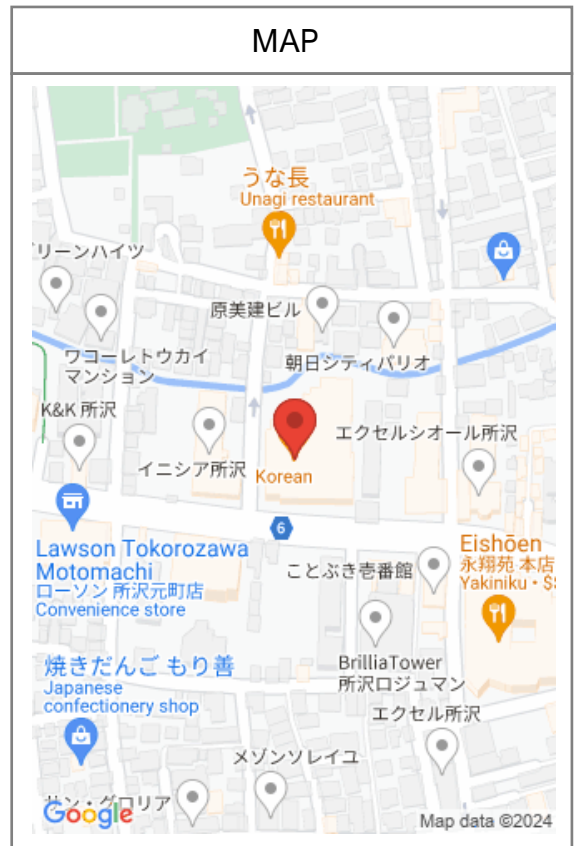 MAP
うな長
Unagi restaurant
リーンハイツ
原美建ビル
ワコーレトウカイ
マンション
朝日シティパリオ
K&K 所沢
エクセルシオール所沢
イニシア所沢
Korean
6
Lawson Tokorozawa
Motomachi
ローソン 所沢元町店
Convenience store
Eishōen
永翔苑 本店
Yakiniku • $
ことぶき壱番館
BrilliaTower
所沢ロジュマン
焼きだんご もり善
Japanese
confectionery shop
エクセル所沢
メゾンソレイユ
サン・グロリア
Google
Map data ©2024